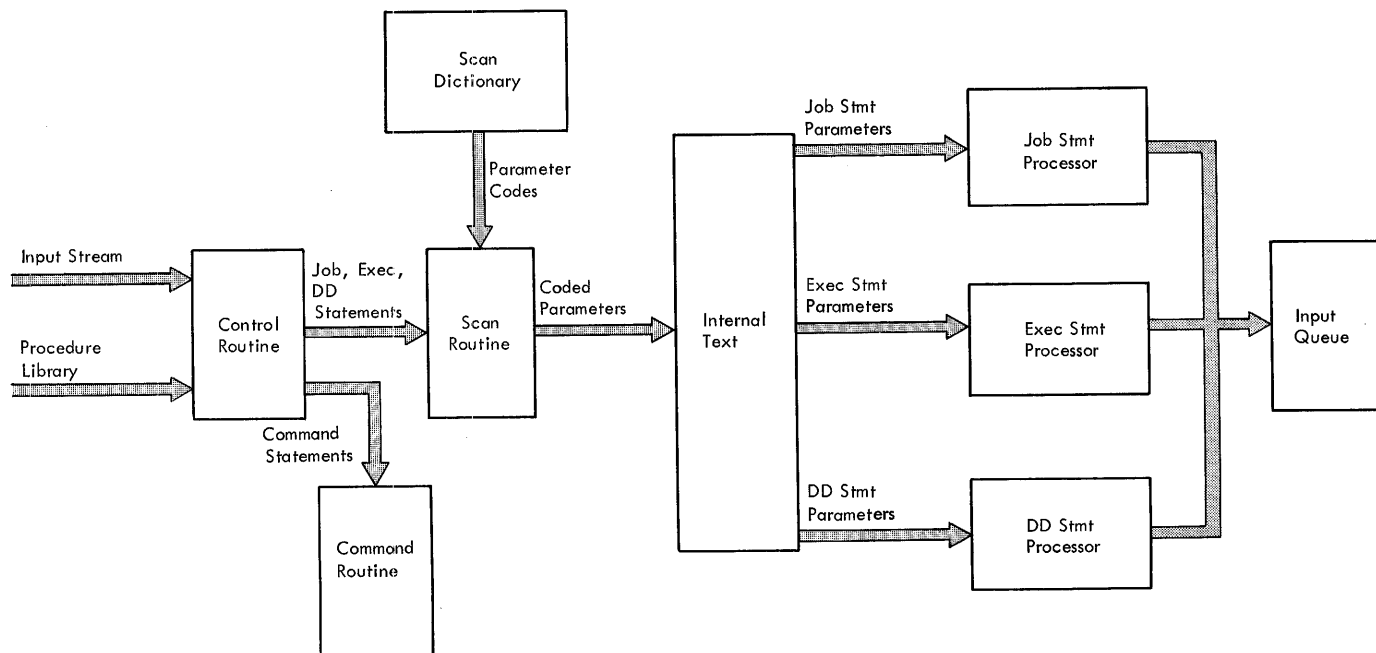 Scan
Dictionary
Parameter
Codes
Input Stream
Procedure
Library
Control
Routine
Job, Exec,
DD
Statements
Command
Statements
Command
Routine
Scan
Routine
Coded
Parameters
Internal
Text
Job Stmt
Parameters
Job Stmt
Processor
Exec Stmt
Parameters
Exec Stmt
Processor
DD Stmt
Parameters
DD Stmt
Processor
Input
Queue